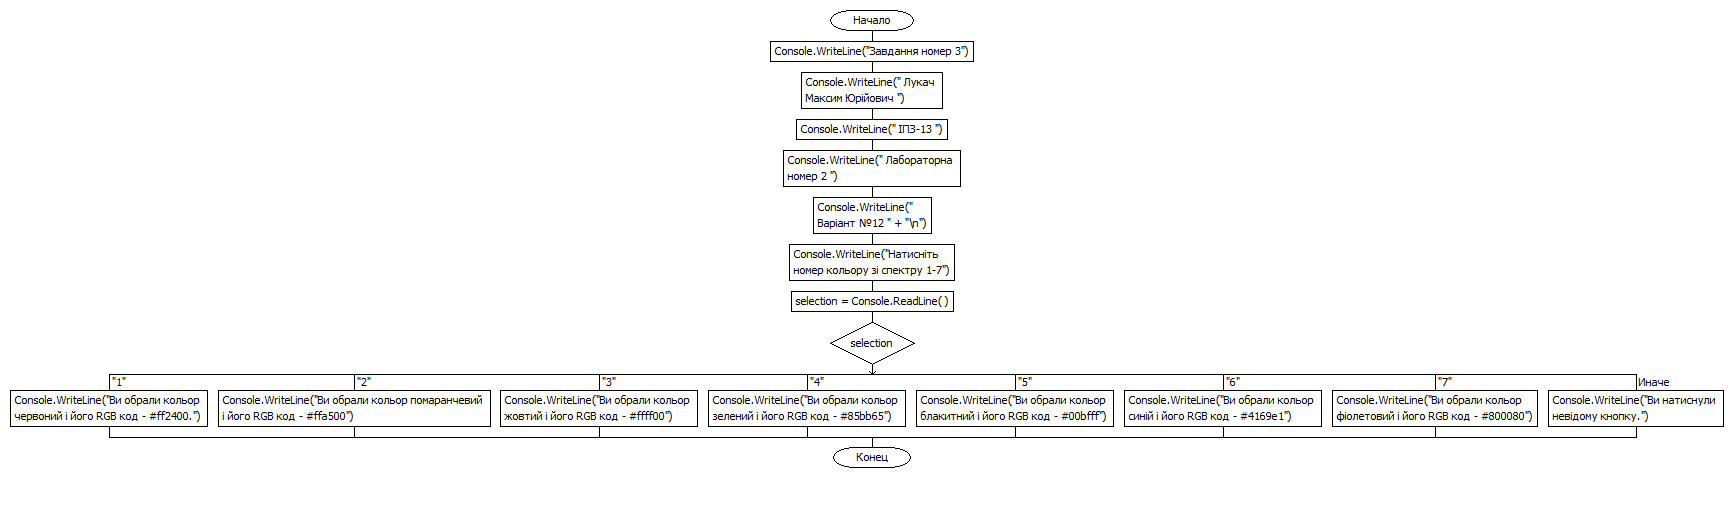 Начало
Console.WriteLine("Завдання номер 3")
Console.WriteLine(" Лукач
Максим Юрійович ")
Console.WriteLine(" ІПЗ-13 ")
Console.WriteLine(" Лабораторна
номер 2 ")
Console.WriteLine("
Варіант №12 " + "\n")
Console.WriteLine("Натисніть
номер кольору зі спектру 1-7")
selection = Console.ReadLine( )
selection
"1"
Console.WriteLine("Ви обрали кольор
червоний і його RGB код - #ff2400.")
"2"
Console.WriteLine("Ви обрали кольор помаранчевий
і його RGB код - #ffa500")
"3"
Console.WriteLine("Ви обрали кольор
жовтий і його RGB код - #ffff00")
"4"
Console.WriteLine("Ви обрали кольор
зелений і його RGB код - #85bb65")
"5"
Console.WriteLine("Ви обрали кольор
блакитний і його RGB код - #00bfff")
"6"
Console.WriteLine("Ви обрали кольор
синій і його RGB код - #4169e1")
"7"
Console.WriteLine("Ви обрали кольор
фіолетовий і його RGB код - #800080")
Иначе
Console.WriteLine("Ви натиснули
невідому кнопку.")
Конец